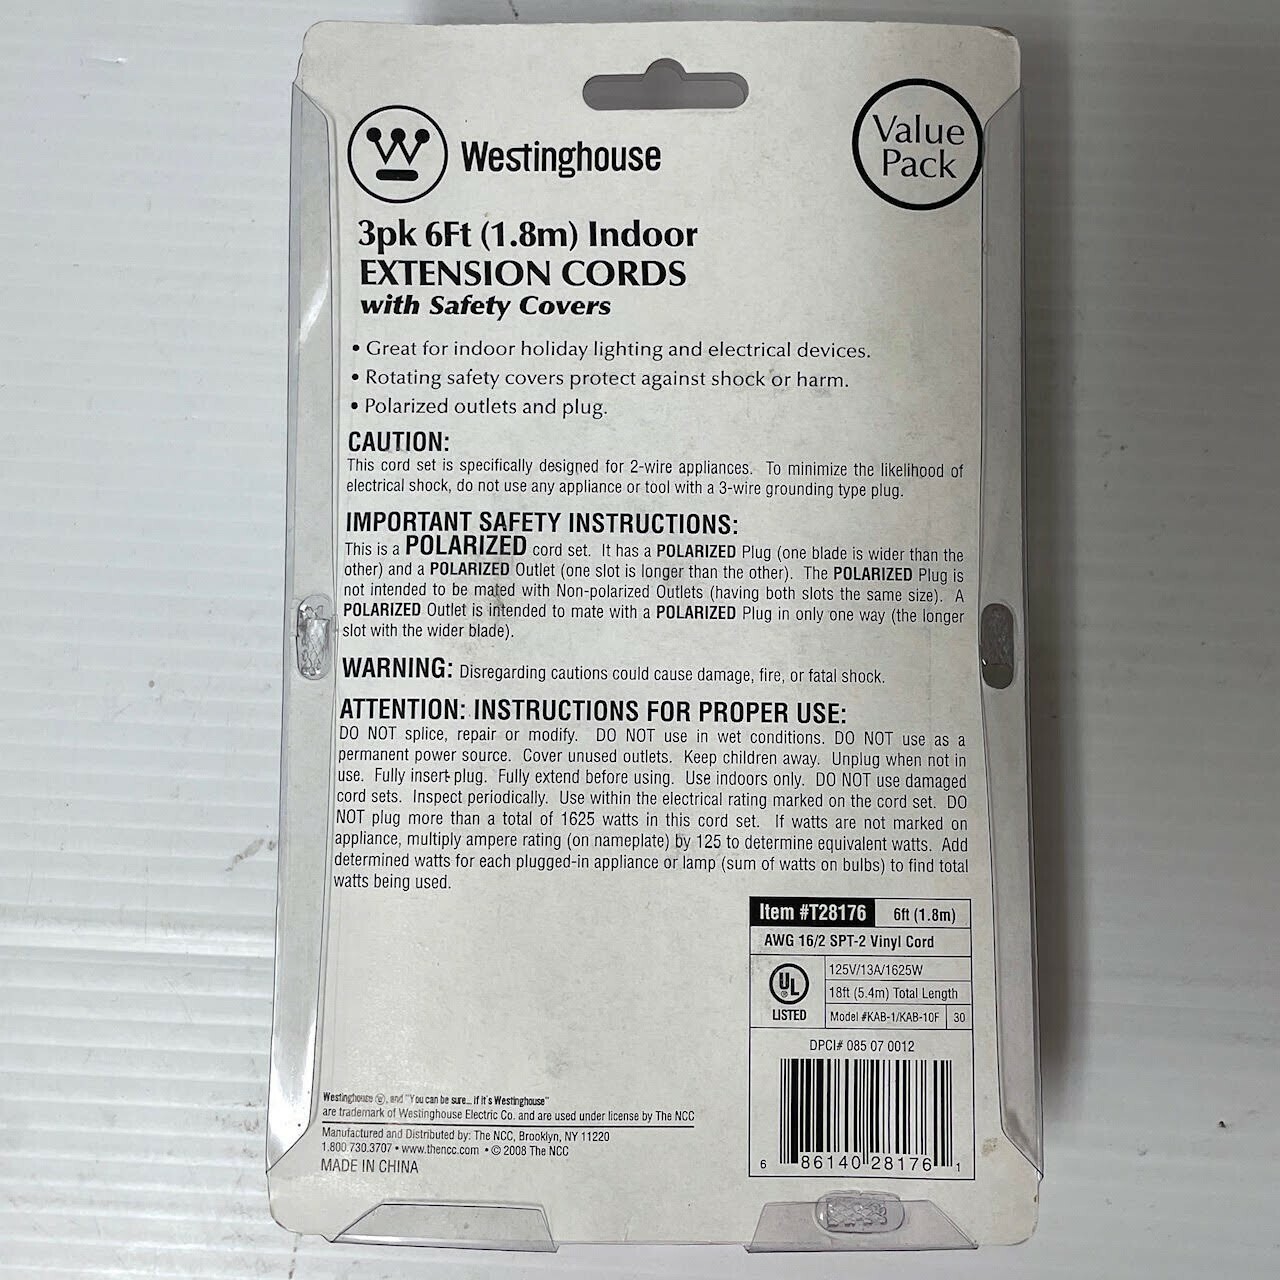 W Westinghouse
Value
Pack
3pk 6Ft (1.8m) Indoor
EXTENSION CORDS
with Safety Covers
• Great for indoor holiday lighting and electrical devices.
• Rotating safety covers protect against shock or harm.
• Polarized outlets and plug.
CAUTION:
This cord set is specifically designed for 2-wire appliances. To minimize the likelihood of
electrical shock, do not use any appliance or tool with a 3-wire grounding type plug.
IMPORTANT SAFETY INSTRUCTIONS:
This is a POLARIZED cord set. It has a POLARIZED Plug (one blade is wider than the
other) and a POLARIZED Outlet (one slot is longer than the other). The POLARIZED Plug is
not intended to be mated with Non-polarized Outlets (having both slots the same size). A
POLARIZED Outlet is intended to mate with a POLARIZED Plug in only one way (the longer
slot with the wider blade).
WARNING: Disregarding cautions could cause damage, fire, or fatal shock.
ATTENTION: INSTRUCTIONS FOR PROPER USE:
DO NOT splice, repair or modify. DO NOT use in wet conditions. DO NOT use as a
permanent power source. Cover unused outlets. Keep children away. Unplug when not in
use. Fully insert plug. Fully extend before using. Use indoors only. DO NOT use damaged
cord sets. Inspect periodically. Use within the electrical rating marked on the cord set. DO
NOT plug more than a total of 1625 watts in this cord set. If watts are not marked on
appliance, multiply ampere rating (on nameplate) by 125 to determine equivalent watts. Add
determined watts for each plugged-in appliance or lamp (sum of watts on bulbs) to find total
watts being used.
Item #T28176 6ft (1.8m)
AWG 16/2 SPT-2 Vinyl Cord
UL
LISTED
125V/13A/1625W
18ft (5.4m) Total Length
Model #KAB-1/KAB-10F 30
DPCI# 085 07 0012
6 86140 28176 1
Westinghouse W, and "You can be sure... if it's Westinghouse"
are trademark of Westinghouse Electric Co. and are used under license by The NCC
Manufactured and Distributed by: The NCC, Brooklyn, NY 11220
1.800.730.3707 • www.thencc.com • © 2008 The NCC
MADE IN CHINA